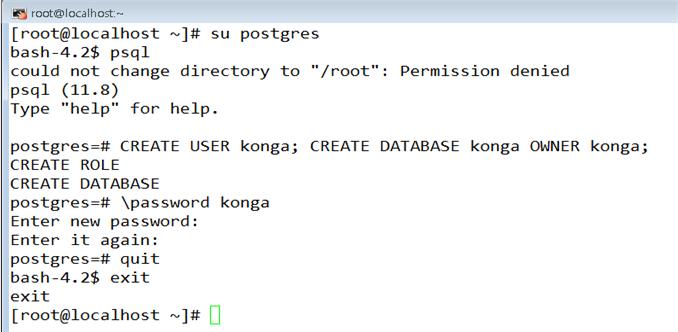 root@localhost:~
[root@localhost ~]# su postgres
bash-4.2$ psql
could not change directory to "/root": Permission denied
psql (11.8)
Type "help" for help.
postgres=# CREATE USER konga; CREATE DATABASE konga OWNER konga;
CREATE ROLE
CREATE DATABASE
postgres=# \password konga
Enter new password:
Enter it again:
postgres=# quit
bash-4.2$ exit
exit
[root@localhost ~]#